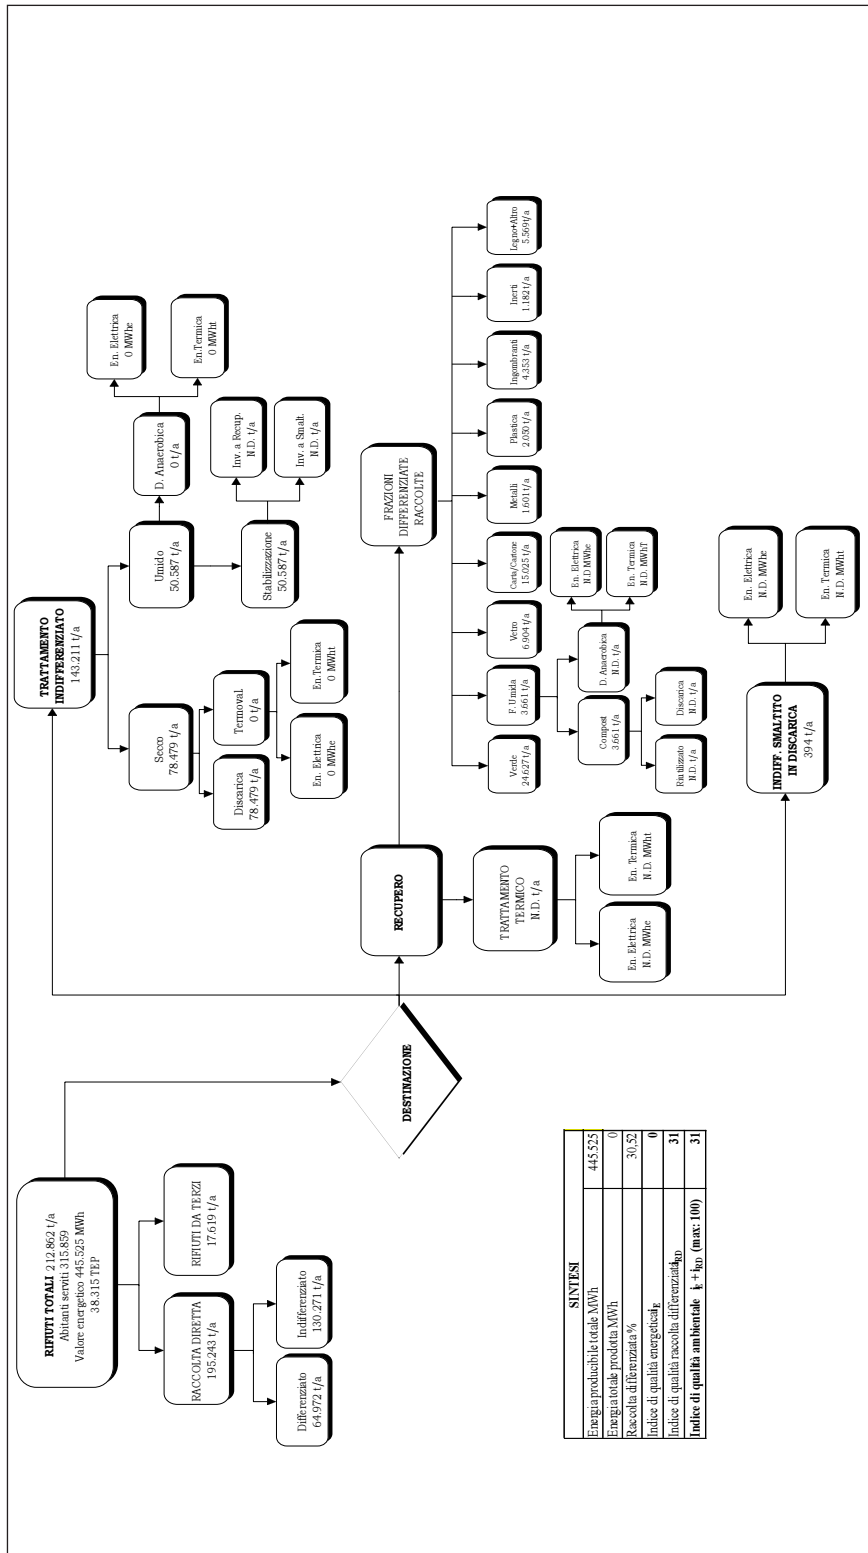 RIFIUTI TOTALI 212.862 t/a
Abitanti serviti 315.859
Valore energetico 445.525 MWh
38.315 TEP
RACCOLTA DIRETTA
195.243 t/a
RIFIUTI DA TERZI
17.619 t/a
Differenziato
64.972 t/a
Indifferenziato
130.271 t/a
DESTINAZIONE
TRATTAMENTO
INDIFFERENZIATO
143.211 t/a
Secco
78.479 t/a
Umido
50.587 t/a
Discarica
78.479 t/a
Termoval.
0 t/a
En. Elettrica
0 MWhe
En.Termica
0 MWht
D. Anaerobica
0 t/a
En. Elettrica
0 MWhe
En.Termica
0 MWht
Stabilizzazione
50.587 t/a
Inv. a Recup.
N.D. t/a
Inv. a Smalt.
N.D. t/a
RECUPERO
TRATTAMENTO
TERMICO
N.D. t/a
En. Elettrica
N.D. MWhe
En. Termica
N.D. MWht
FRAZIONI
DIFFERENZIATE
RACCOLTE
Verde
24.627 t/a
F. Umida
3.661 t/a
Vetro
6.904 t/a
Carta/Cartone
15.025 t/a
Metalli
1.601 t/a
Plastica
2.050 t/a
Ingombranti
4.353 t/a
Inerti
1.182 t/a
Legno+Altro
5.569 t/a
Compost
3.661 t/a
D. Anaerobica
N.D. t/a
Riutilizzato
N.D. t/a
Discarica
N.D. t/a
En. Elettrica
N.D MWhe
En. Termica
N.D. MWhT
INDIFF. SMALTITO
IN DISCARICA
394 t/a
En. Elettrica
N.D. MWhe
En. Termica
N.D. MWht
SINTESI
Energia producibile totale MWh 445.525
Energia totale prodotta MWh 0
Raccolta differenziata % 30,52
Indice di qualità energetica iE 0
Indice di qualità raccolta differenziata iRD 31
Indice di qualità ambientale iE + iRD (max: 100) 31